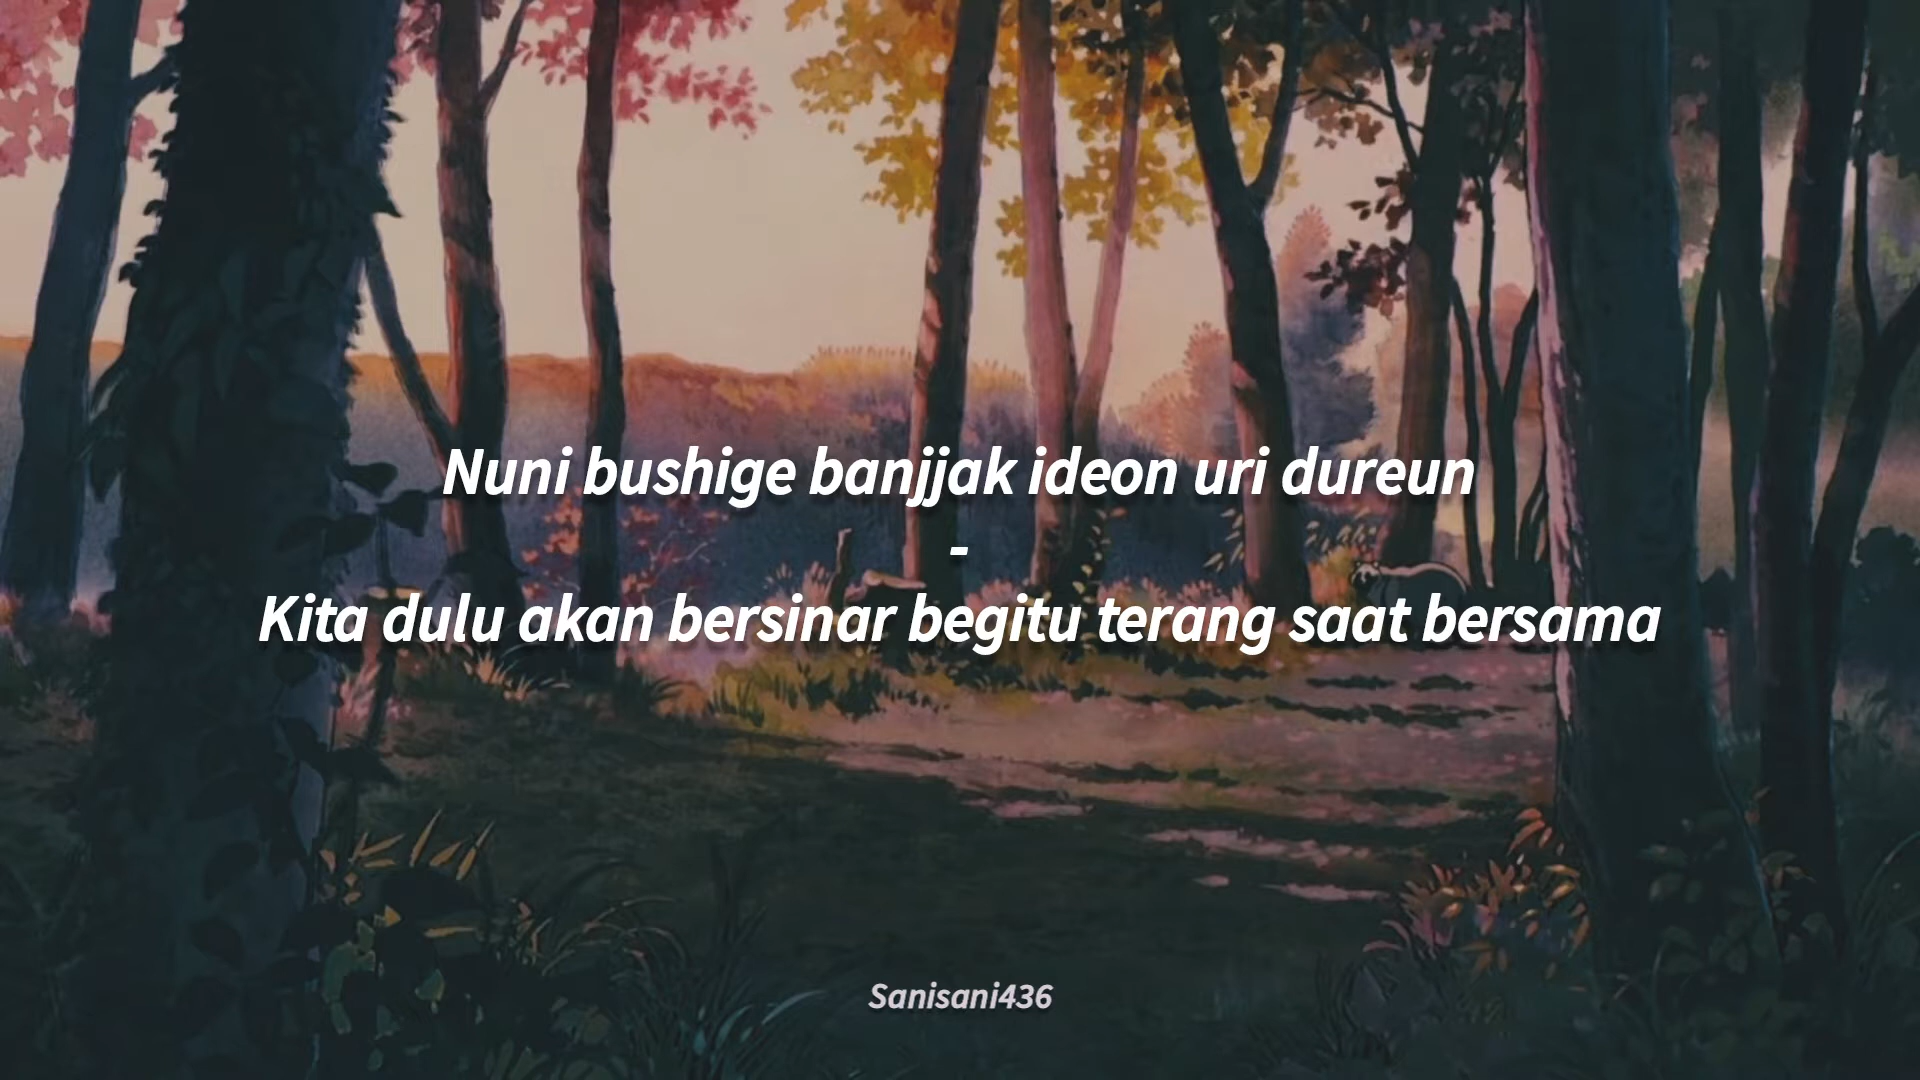 Nuni bushige banjjak ideon uri dureun
-
Kita dulu akan bersinar begitu terang saat bersama
Sanisani436